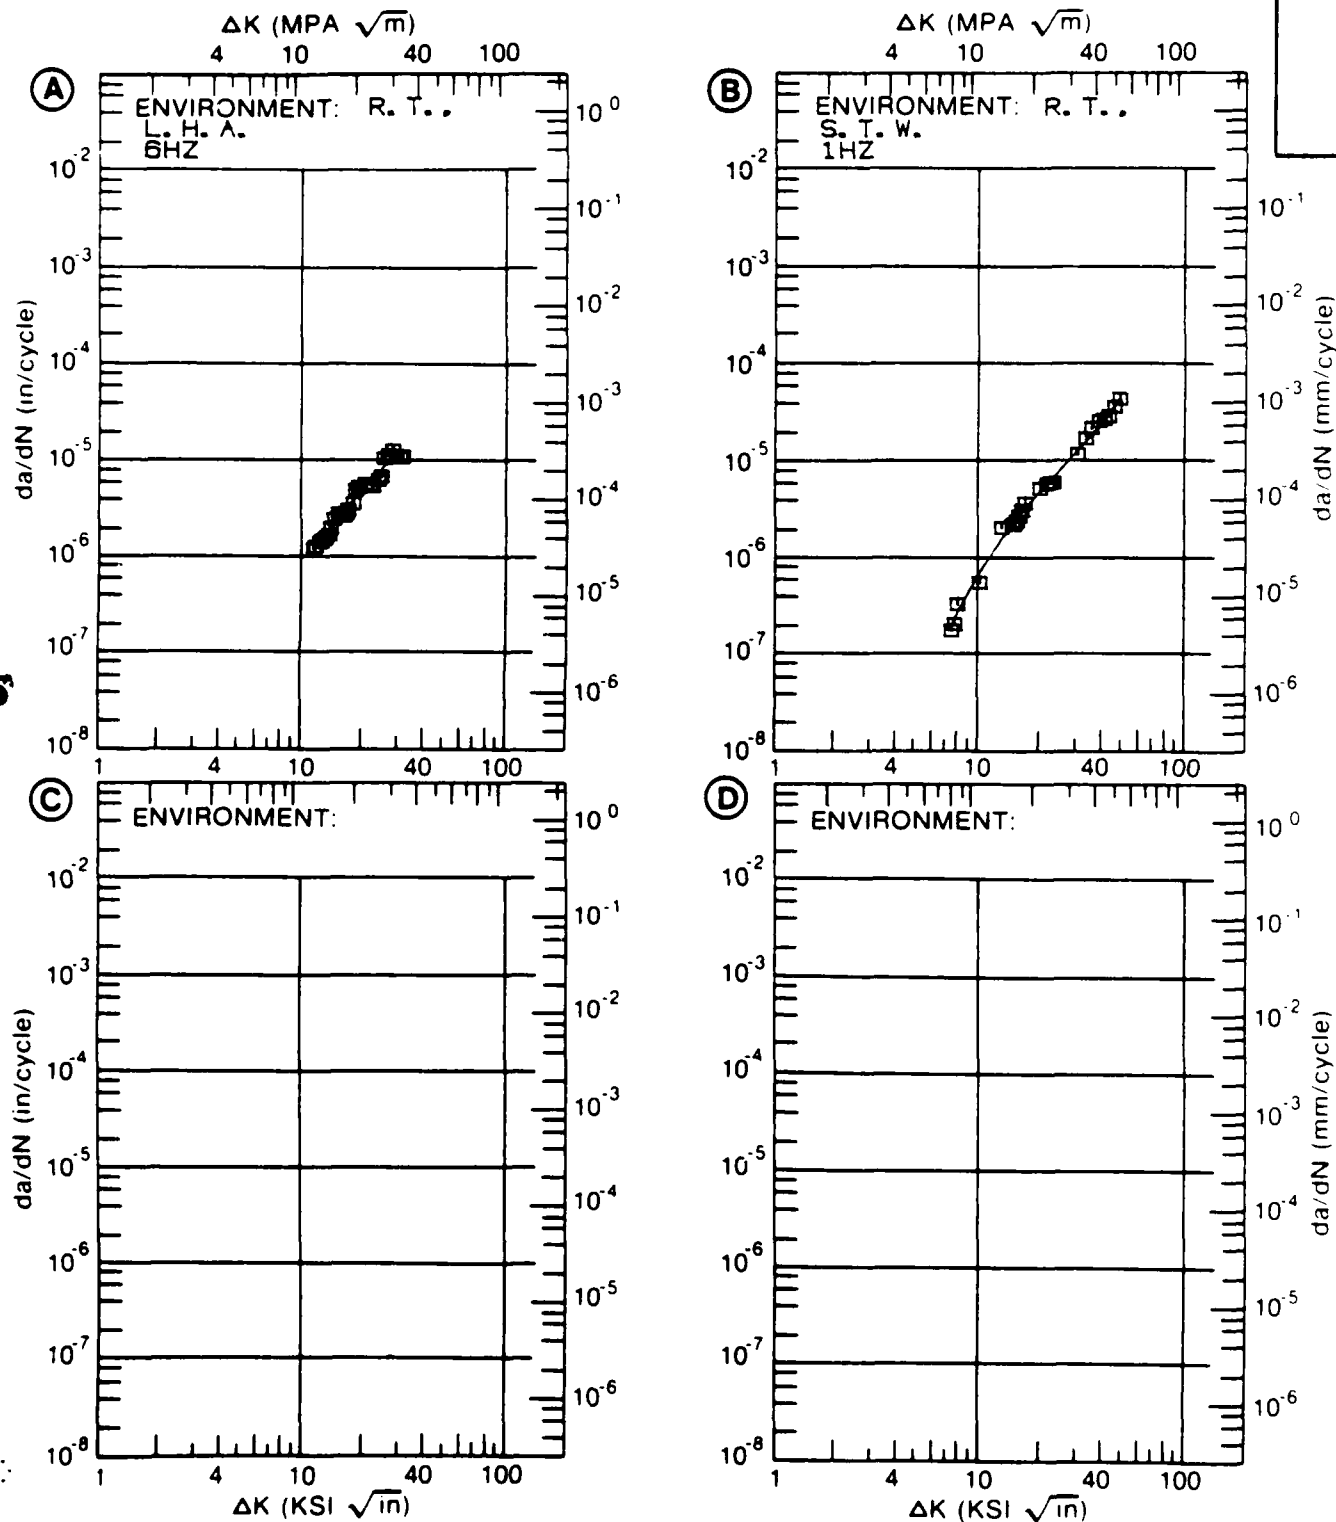 ΔK (MPA √m)
4 10 40 100
A
ENVIRONMENT: R. T.,
L. H. A.
6HZ
10^0
10^-2
10^-1
10^-3
10^-2
10^-4
10^-3
10^-5
10^-4
10^-6
10^-5
10^-7
10^-6
10^-8
1 4 10 40 100
da/dN (in/cycle)
ΔK (MPA √m)
4 10 40 100
B
ENVIRONMENT: R. T.,
S. T. W.
1HZ
10^-2
10^-1
10^-3
10^-2
10^-4
10^-3
10^-5
10^-4
10^-6
10^-5
10^-7
10^-6
10^-8
1 4 10 40 100
da/dN (mm/cycle)
C
ENVIRONMENT:
10^0
10^-2
10^-1
10^-3
10^-2
10^-4
10^-3
10^-5
10^-4
10^-6
10^-5
10^-7
10^-6
10^-8
1 4 10 40 100
da/dN (in/cycle)
ΔK (KSI √in)
D
ENVIRONMENT:
10^0
10^-2
10^-1
10^-3
10^-2
10^-4
10^-3
10^-5
10^-4
10^-6
10^-5
10^-7
10^-6
10^-8
1 4 10 40 100
da/dN (mm/cycle)
ΔK (KSI √in)